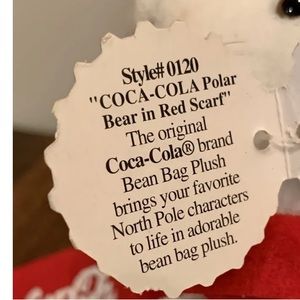 Style# 0120
"COCA-COLA Polar
Bear in Red Scarf"
The original
Coca-Cola® brand
Bean Bag Plush
brings your favorite
North Pole characters
to life in adorable
bean bag plush.